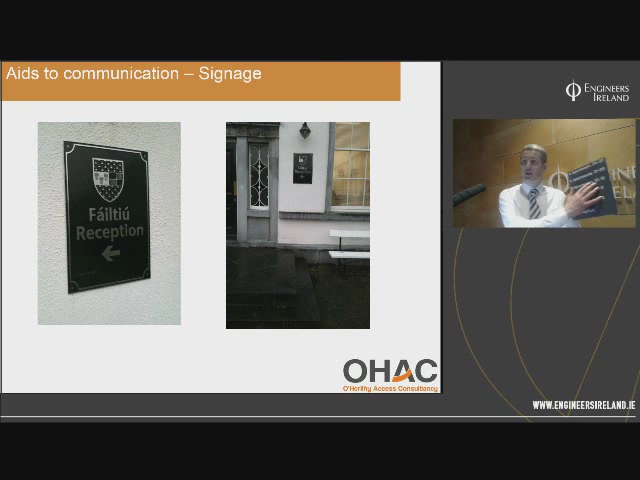 Aids to communication – Signage
ENGINEERS
IRELAND
Fáiltiú
Reception
OHAC
O'Herlihy Access Consultancy
WWW.ENGINEERSIRELAND.IE